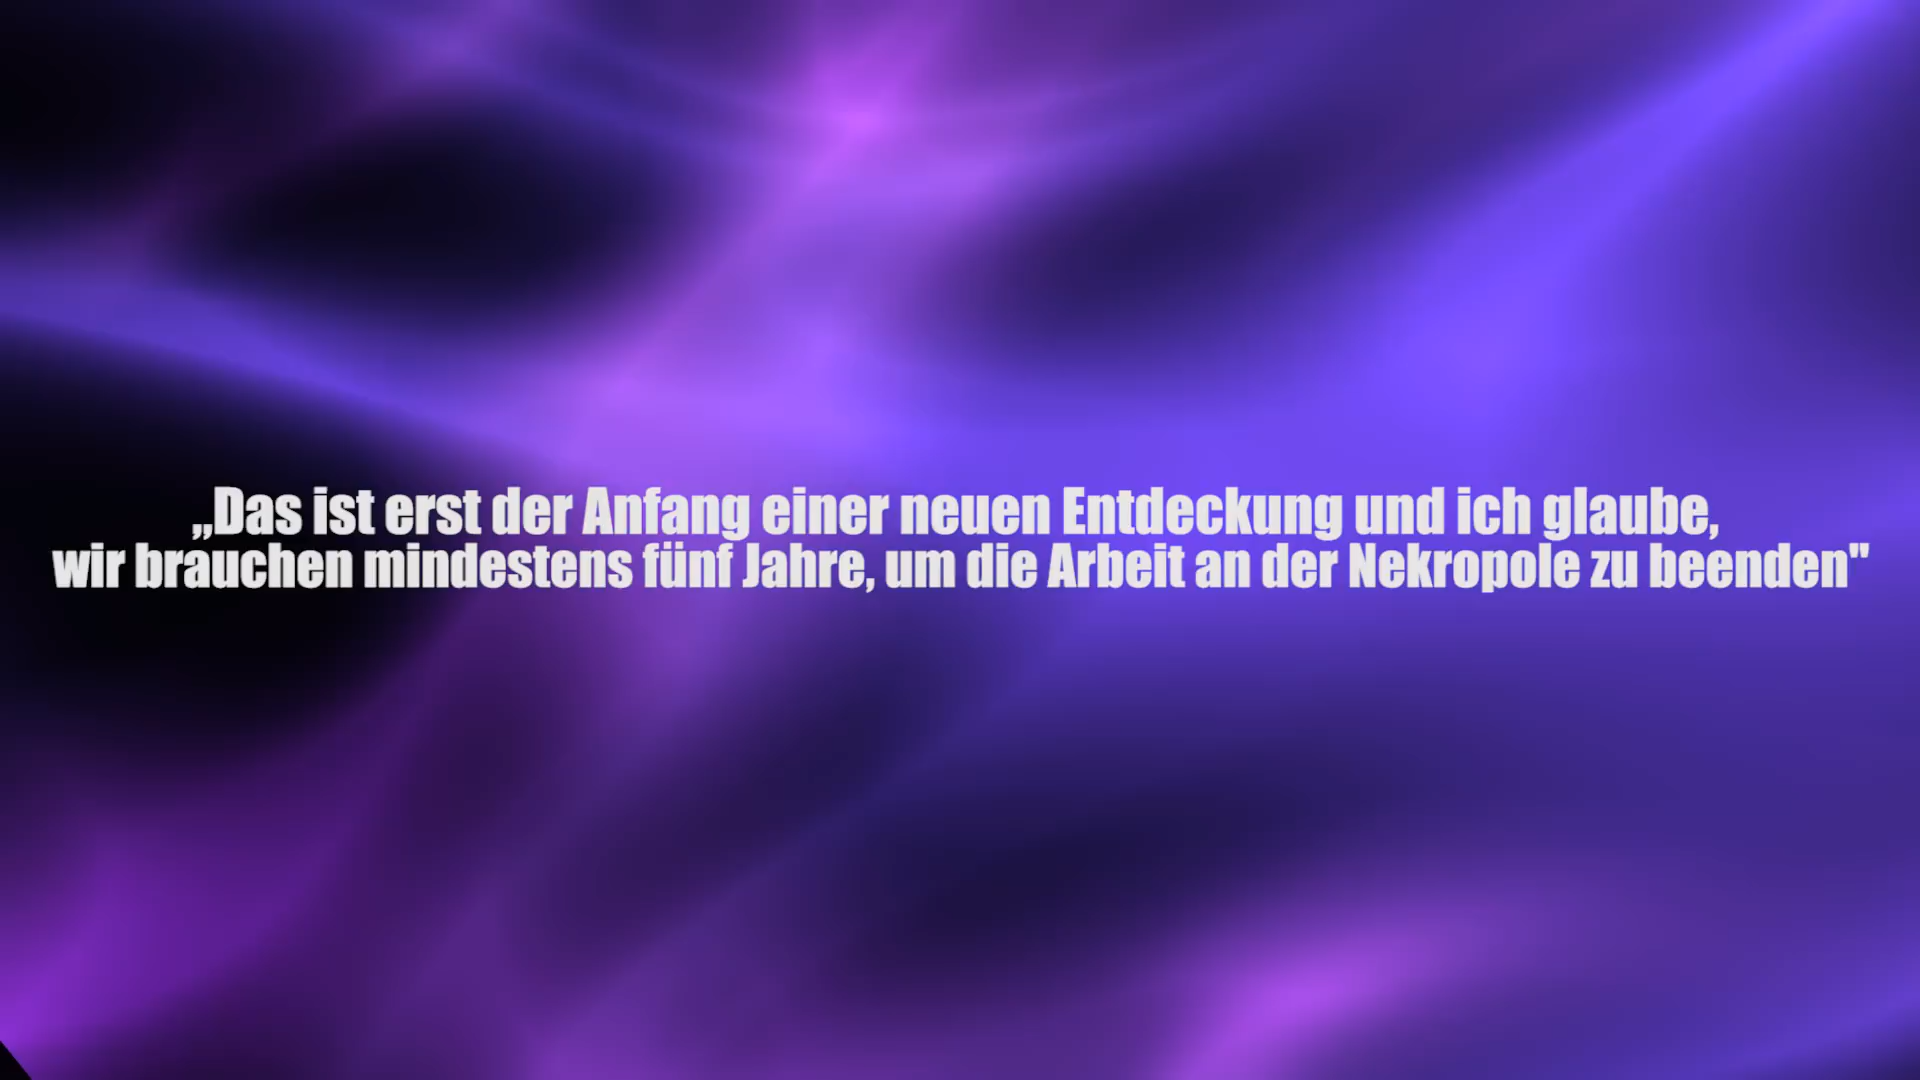 „Das ist erst der Anfang einer neuen Entdeckung und ich glaube,
wir brauchen mindestens fünf Jahre, um die Arbeit an der Nekropole zu beenden"